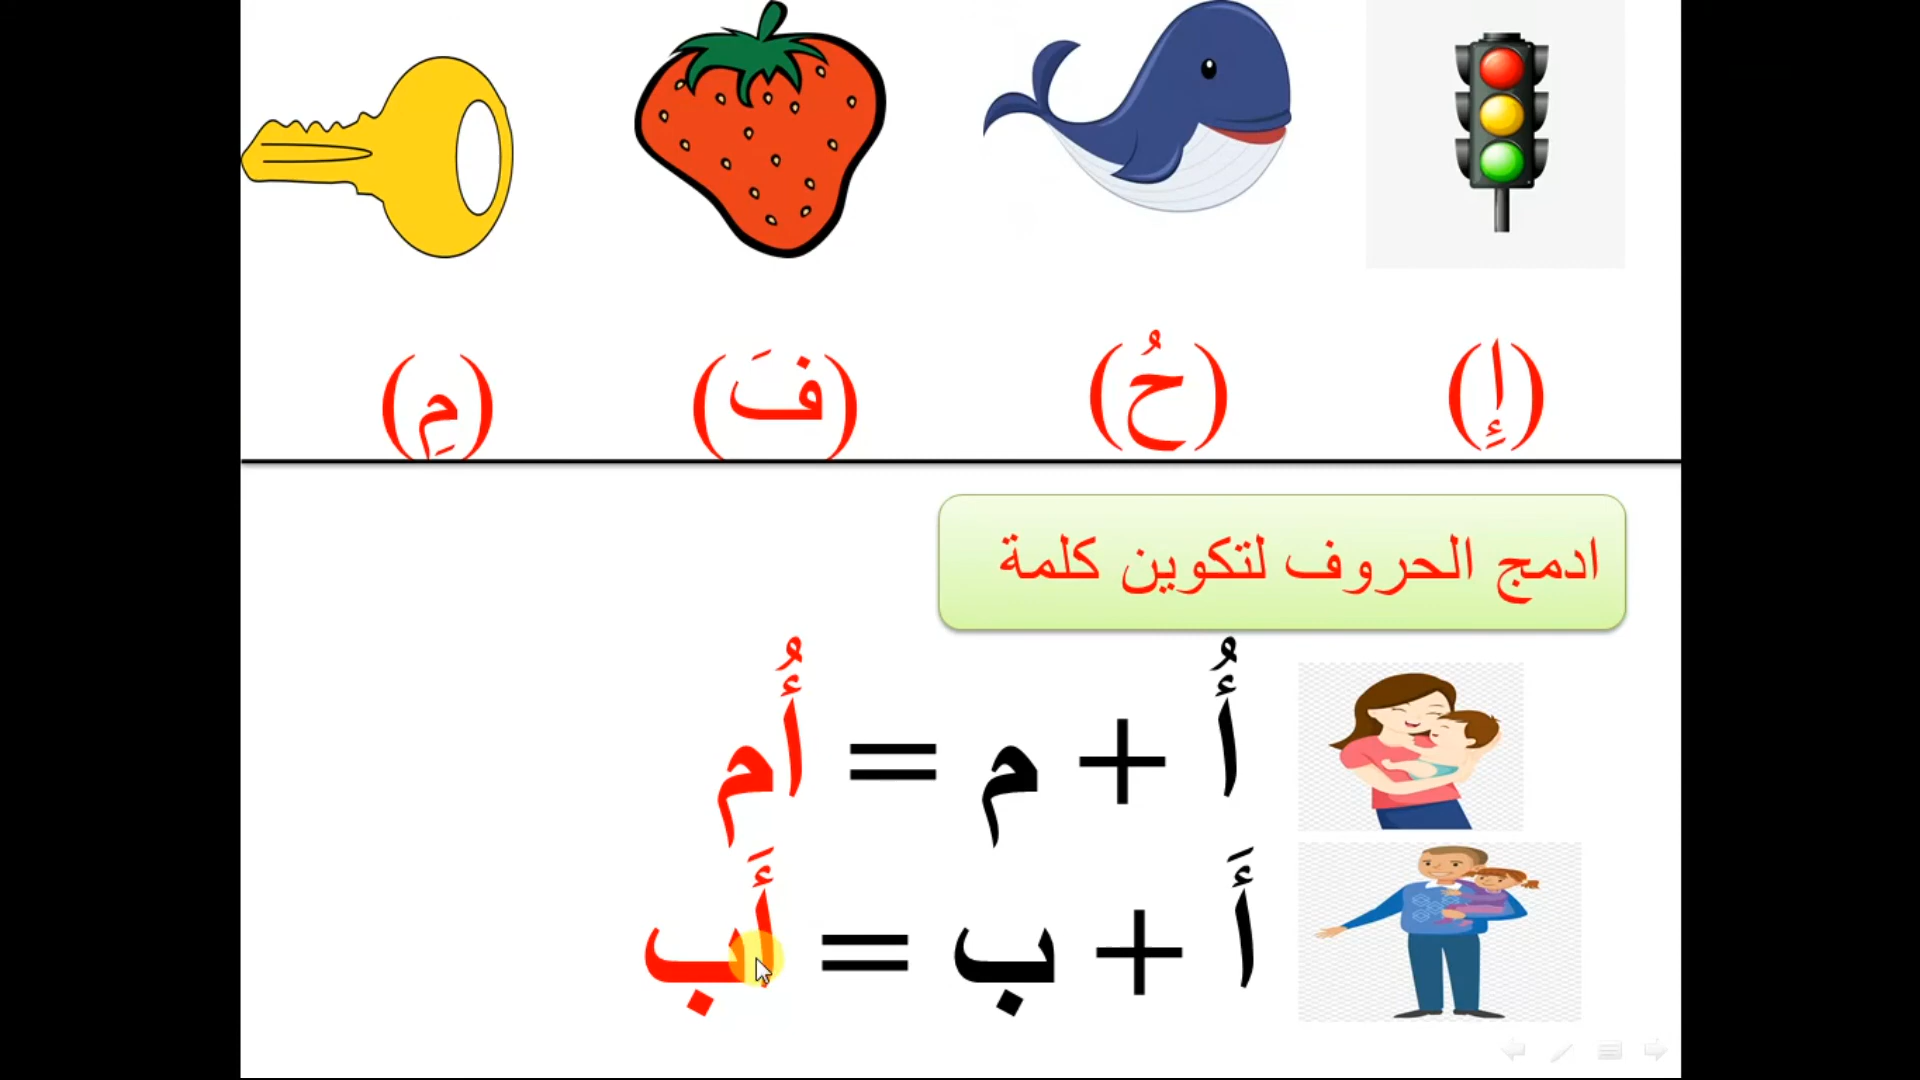 (إِ) (حُ) (فَ) (مِ)
ادمج الحروف لتكوين كلمة
أُ + م = أُم
أَ + ب = أَب